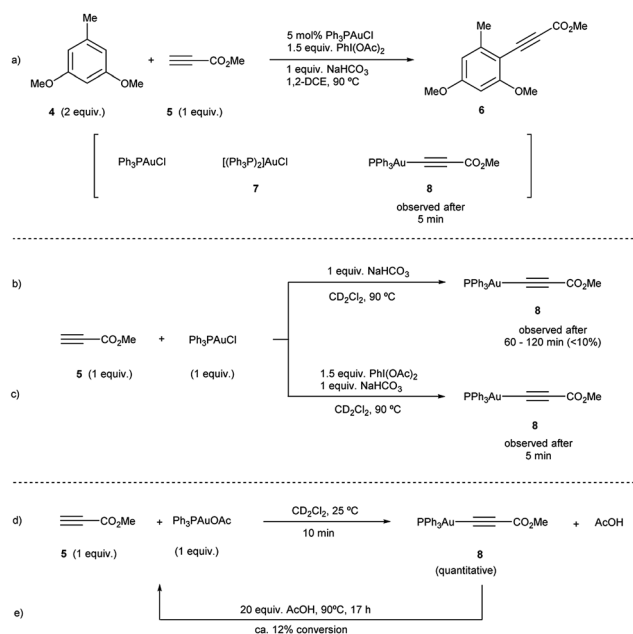 a)
Me
MeO
OMe
4 (2 equiv.)
+
CO2Me
5 (1 equiv.)
5 mol% Ph3PAuCl
1.5 equiv. PhI(OAc)2
1 equiv. NaHCO3
1,2-DCE, 90 ºC
Me
CO2Me
MeO
OMe
6
Ph3PAuCl
[(Ph3P)2]AuCl
7
PPh3Au
CO2Me
8
observed after
5 min
b)
1 equiv. NaHCO3
CD2Cl2, 90 ºC
PPh3Au
CO2Me
8
observed after
60 - 120 min (<10%)
CO2Me
+
Ph3PAuCl
5 (1 equiv.)
(1 equiv.)
c)
1.5 equiv. PhI(OAc)2
1 equiv. NaHCO3
CD2Cl2, 90 ºC
PPh3Au
CO2Me
8
observed after
5 min
d)
CO2Me
5 (1 equiv.)
+
Ph3PAuOAc
(1 equiv.)
CD2Cl2, 25 ºC
10 min
PPh3Au
CO2Me
+ AcOH
8
(quantitative)
e)
20 equiv. AcOH, 90ºC, 17 h
ca. 12% conversion